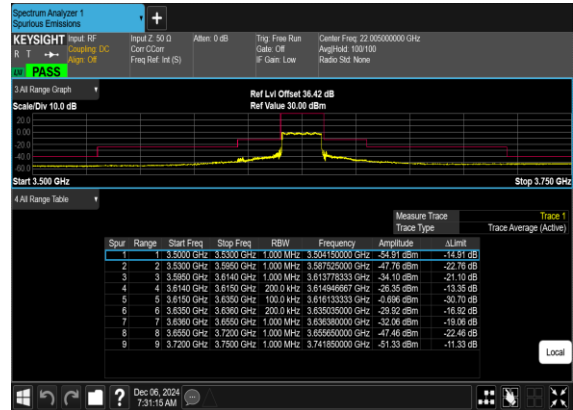 Spectrum Analyzer 1
Spurious Emissions
+
KEYSIGHT Input: RF Input Z: 50 Ω Atten: 0 dB Trig: Free Run Center Freq: 22.005000000 GHz
R T Coupling: DC Corr CCorr Gate: Off Avg|Hold: 100/100
Align: Off Freq Ref: Int (S) IF Gain: Low Radio Std: None
PASS
3 All Range Graph
Ref Lvl Offset 36.42 dB
Scale/Div 10.0 dB Ref Value 30.00 dBm
20.0
0.00
-20.0
-40.0
-60.0
Start 3.500 GHz Stop 3.750 GHz
4 All Range Table
Measure Trace Trace 1
Trace Type Trace Average (Active)
Spur Range Start Freq Stop Freq RBW Frequency Amplitude ΔLimit
1 1 3.5000 GHz 3.5300 GHz 1.000 MHz 3.504150000 GHz -54.91 dBm -14.91 dB
2 2 3.5300 GHz 3.5950 GHz 1.000 MHz 3.587525000 GHz -47.76 dBm -22.76 dB
3 3 3.5950 GHz 3.6140 GHz 1.000 MHz 3.613778333 GHz -34.10 dBm -21.10 dB
4 4 3.6140 GHz 3.6150 GHz 200.0 kHz 3.614946667 GHz -26.35 dBm -13.35 dB
5 5 3.6150 GHz 3.6350 GHz 100.0 kHz 3.616133333 GHz -0.696 dBm -30.70 dB
6 6 3.6350 GHz 3.6360 GHz 200.0 kHz 3.635035000 GHz -29.92 dBm -16.92 dB
7 7 3.6360 GHz 3.6550 GHz 1.000 MHz 3.636380000 GHz -32.06 dBm -19.06 dB
8 8 3.6550 GHz 3.7200 GHz 1.000 MHz 3.655650000 GHz -47.46 dBm -22.46 dB
9 9 3.7200 GHz 3.7500 GHz 1.000 MHz 3.741850000 GHz -51.33 dBm -11.33 dB
Local
? Dec 06, 2024
7:31:15 AM